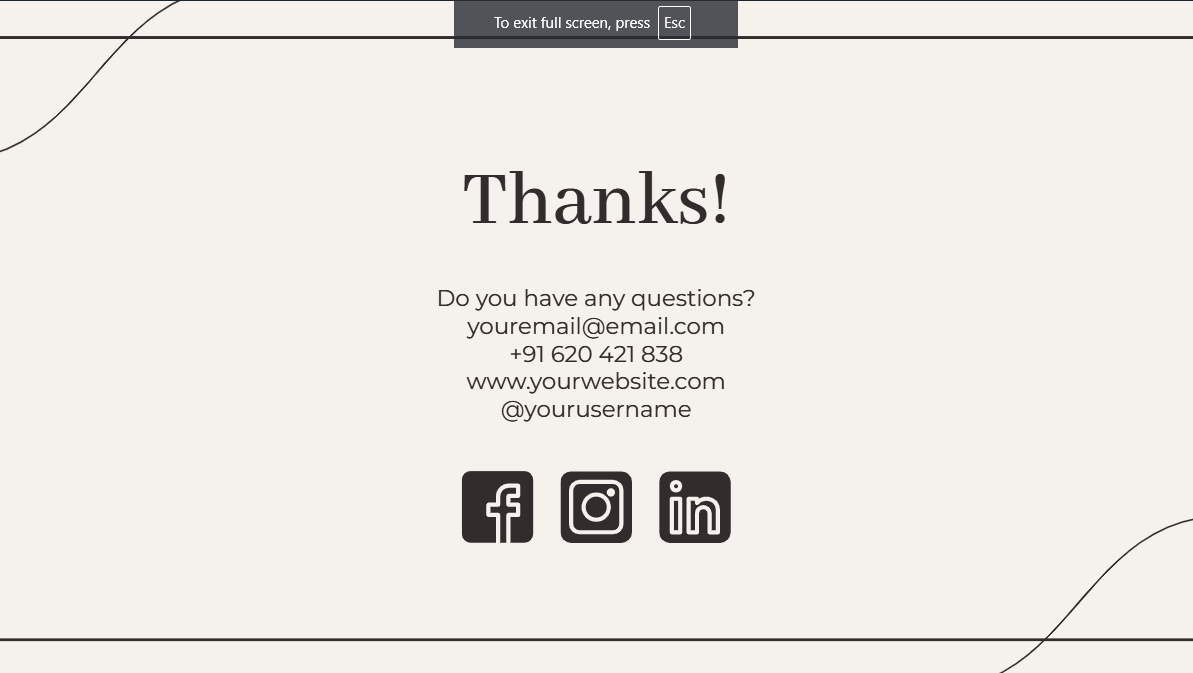 To exit full screen, press Esc
Thanks!
Do you have any questions?
youremail@email.com
+91 620 421 838
www.yourwebsite.com
@yourusername
f
in